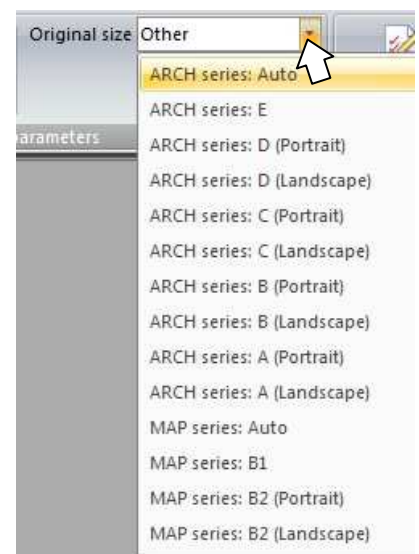 Original size Other
ARCH series: Auto
ARCH series: E
arameters
ARCH series: D (Portrait)
ARCH series: D (Landscape)
ARCH series: C (Portrait)
ARCH series: C (Landscape)
ARCH series: B (Portrait)
ARCH series: B (Landscape)
ARCH series: A (Portrait)
ARCH series: A (Landscape)
MAP series: Auto
MAP series: B1
MAP series: B2 (Portrait)
MAP series: B2 (Landscape)